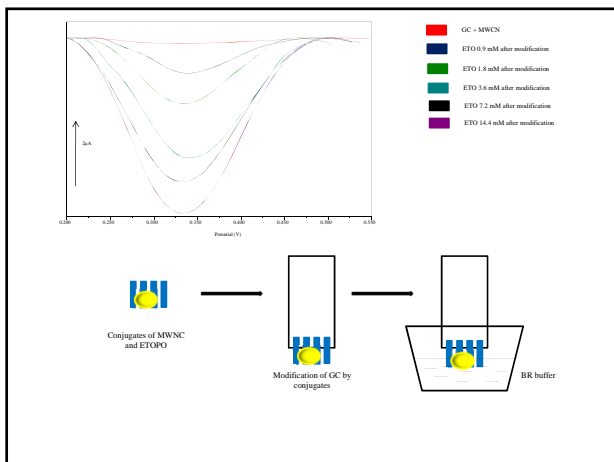 GC + MWCN
ETO 0.9 mM after modification
ETO 1.8 mM after modification
ETO 3.6 mM after modification
ETO 7.2 mM after modification
ETO 14.4 mM after modification
2µA
0.200 0.250 0.300 0.350 0.400 0.450 0.500 0.550
Potential (V)
Conjugates of MWNC
and ETOPO
Modification of GC by
conjugates
BR buffer